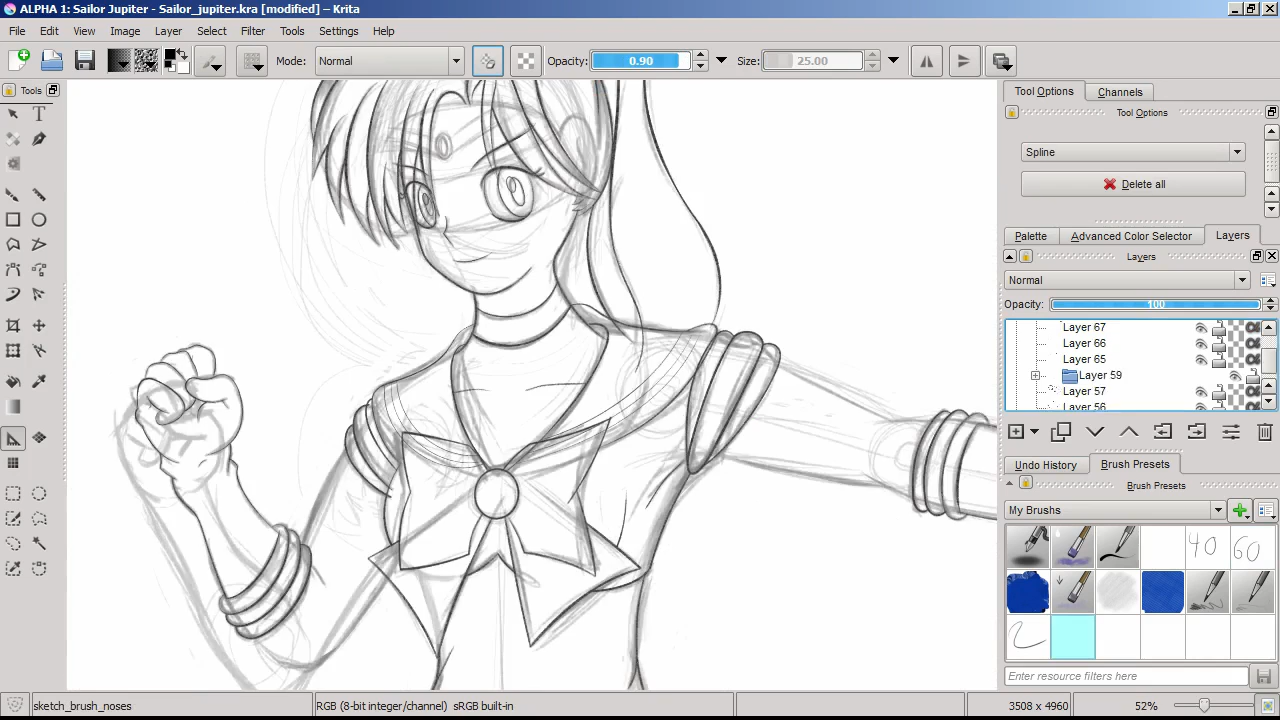 ALPHA 1: Sailor Jupiter - Sailor_jupiter.kra [modified] – Krita
File Edit View Image Layer Select Filter Tools Settings Help
Mode: Normal Opacity: 0.90 Size: 25.00
Tools
Tool Options Channels
Tool Options
Spline
Delete all
Palette Advanced Color Selector Layers
Layers
Normal
Opacity: 100
Layer 67
Layer 66
Layer 65
Layer 59
Layer 57
Layer 56
Undo History Brush Presets
Brush Presets
My Brushes
40 60
Enter resource filters here
sketch_brush_noses RGB (8-bit integer/channel) sRGB built-in 3508 x 4960 52%